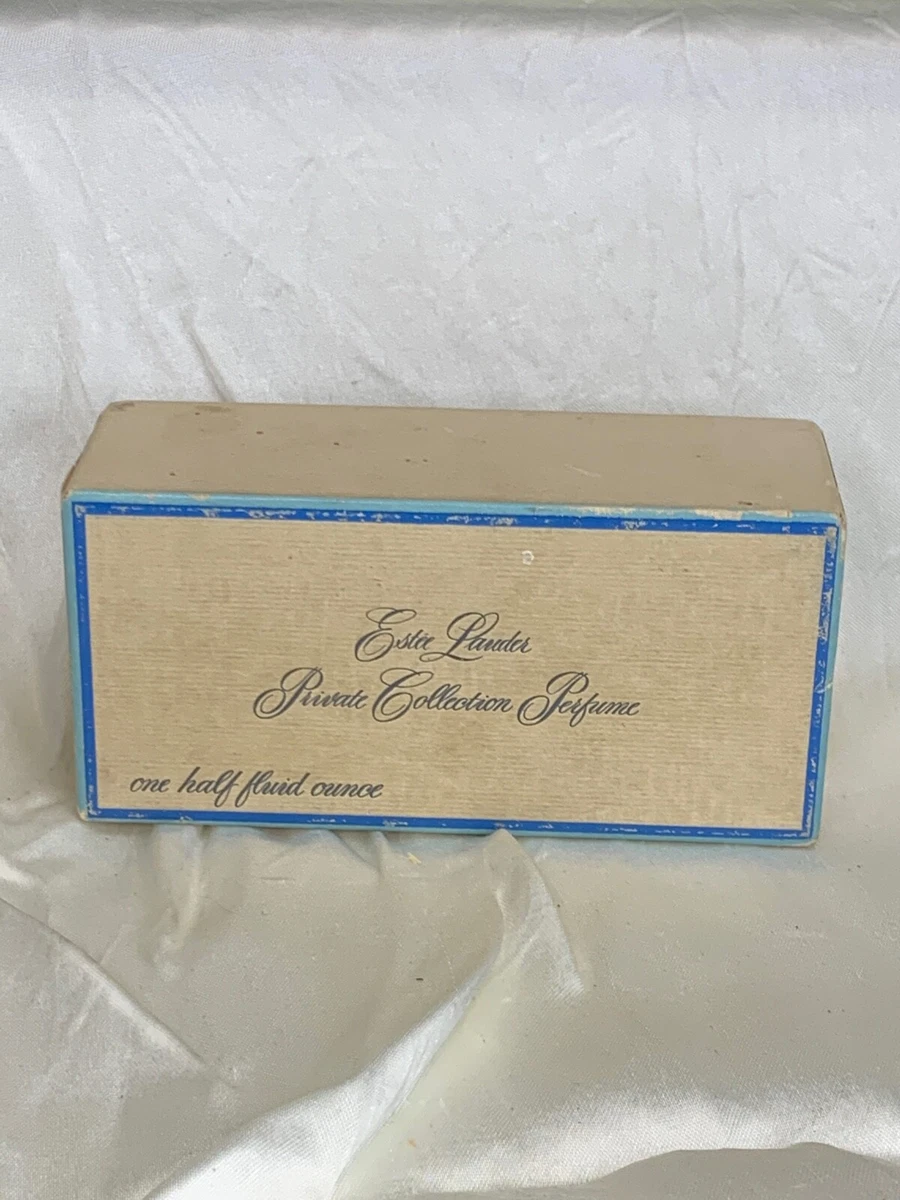 Estée Lauder
Private Collection Perfume
one half fluid ounce